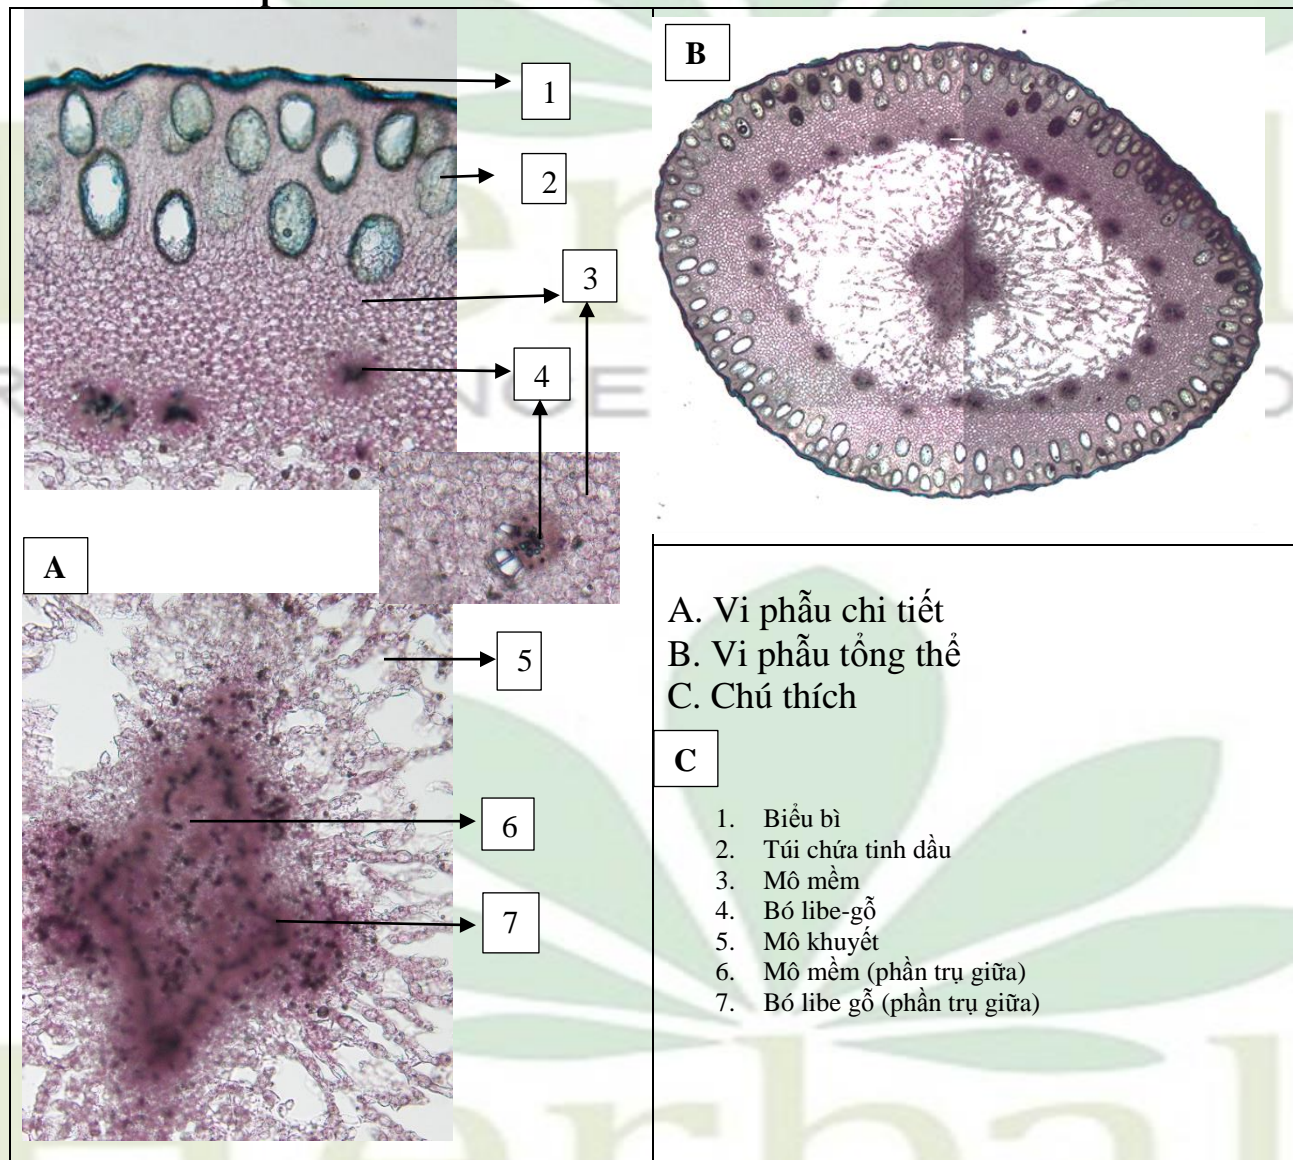 1
2
3
4
A
5
6
7
B
A. Vi phẫu chi tiết
B. Vi phẫu tổng thể
C. Chú thích
C
1. Biểu bì
2. Túi chứa tinh dầu
3. Mô mềm
4. Bó libe-gỗ
5. Mô khuyết
6. Mô mềm (phần trụ giữa)
7. Bó libe gỗ (phần trụ giữa)